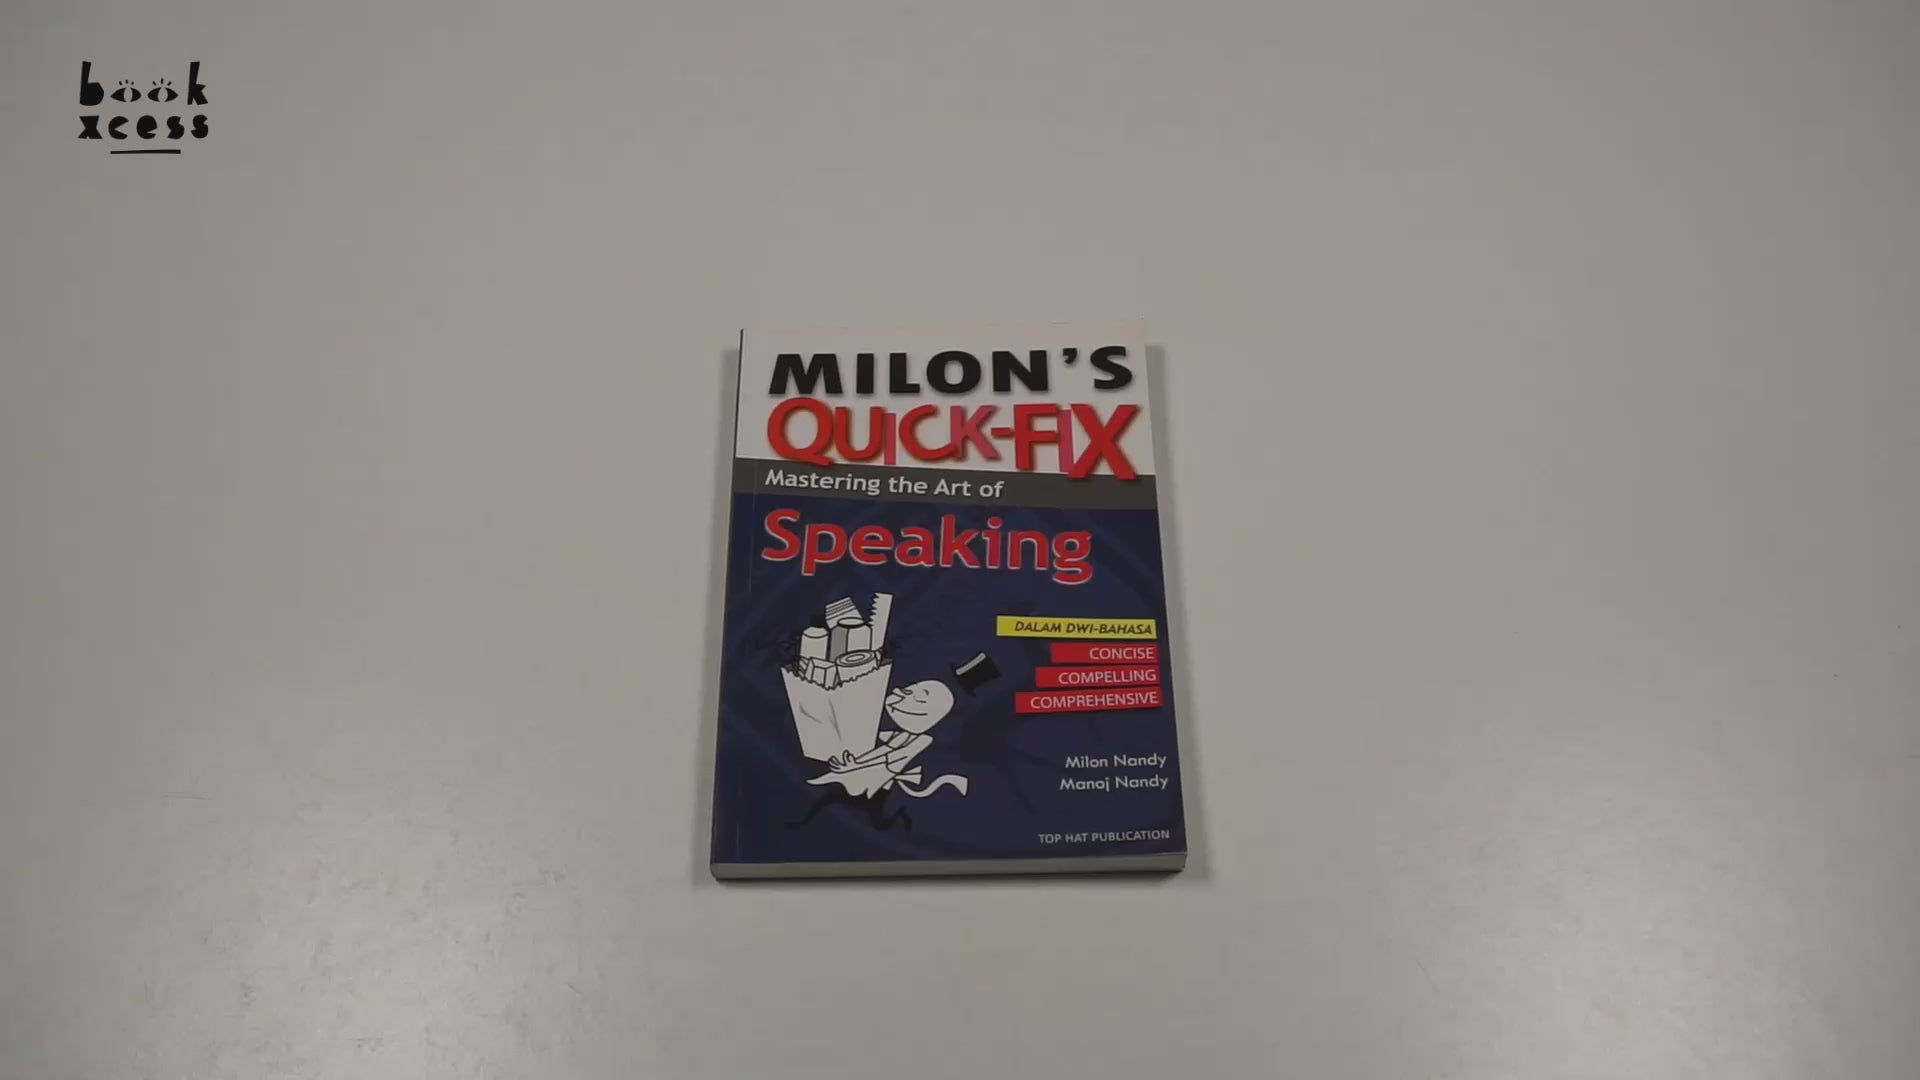 book
xcess
MILON'S
QUICK-FIX
Mastering the Art of
Speaking
DALAM DWI-BAHASA
CONCISE
COMPELLING
COMPREHENSIVE
Milon Nandy
Manoj Nandy
TOP HAT PUBLICATION